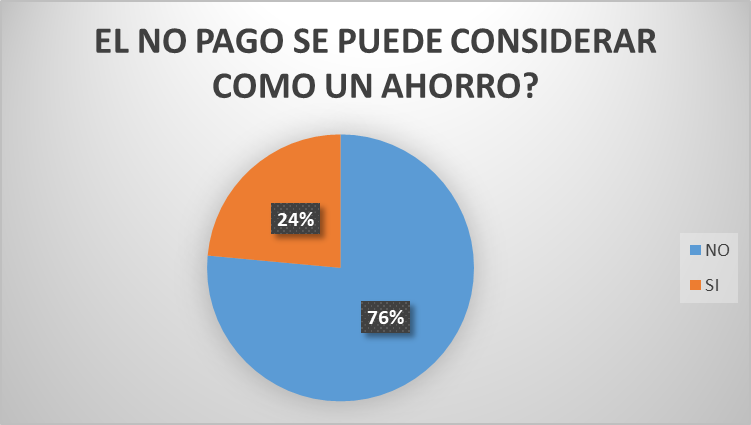 EL NO PAGO SE PUEDE CONSIDERAR
COMO UN AHORRO?
24%
76%
NO
SI